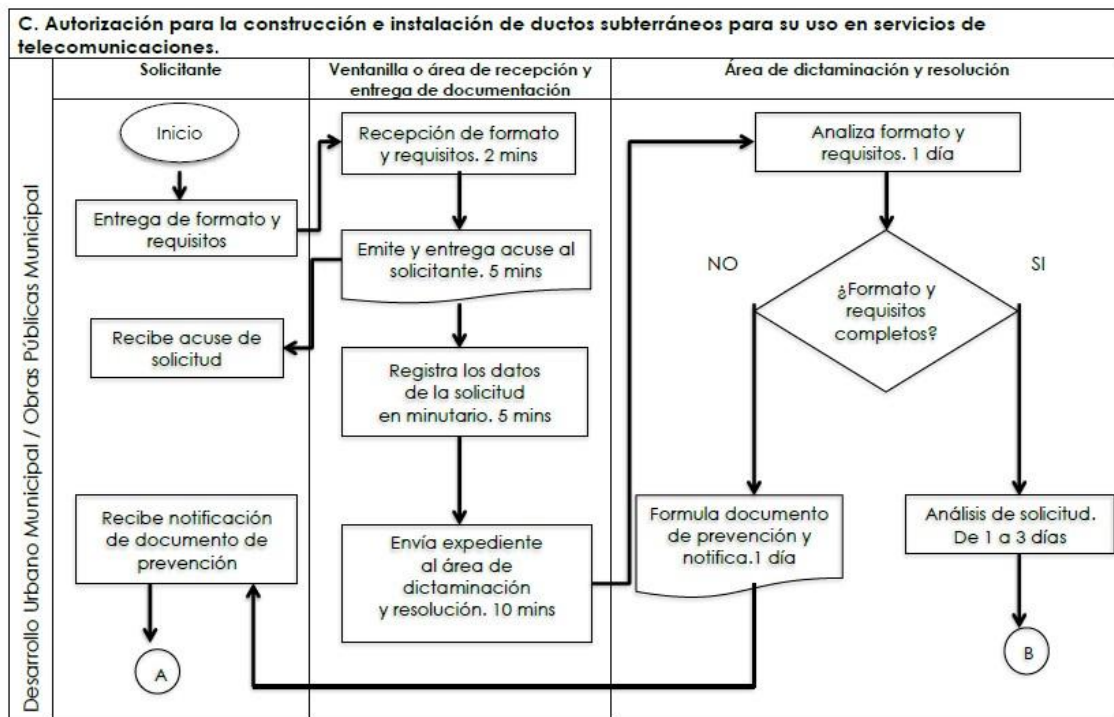 C. Autorización para la construcción e instalación de ductos subterráneos para su uso en servicios de
telecomunicaciones.
Desarrollo Urbano Municipal / Obras Públicas Municipal
Solicitante
Ventanilla o área de recepción y
entrega de documentación
Área de dictaminación y resolución
Inicio
Entrega de formato y
requisitos
Recepción de formato
y requisitos. 2 mins
Emite y entrega acuse al
solicitante. 5 mins
Recibe acuse de
solicitud
Registra los datos
de la solicitud
en minutario. 5 mins
Envía expediente
al área de
dictaminación
y resolución. 10 mins
Analiza formato y
requisitos. 1 día
¿Formato y
requisitos
completos?
NO
SI
Formula documento
de prevención y
notifica.1 día
Análisis de solicitud.
De 1 a 3 días
Recibe notificación
de documento de
prevención
A
B